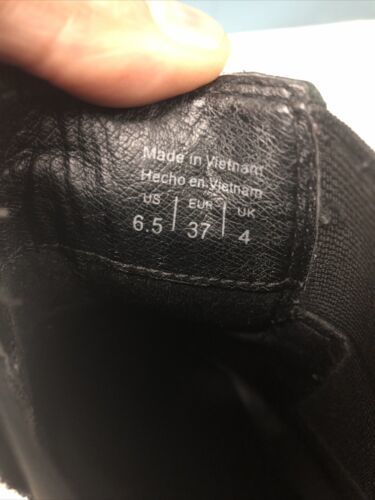 Made in Vietnam
Hecho en Vietnam
US | EUR | UK
6.5 | 37 | 4